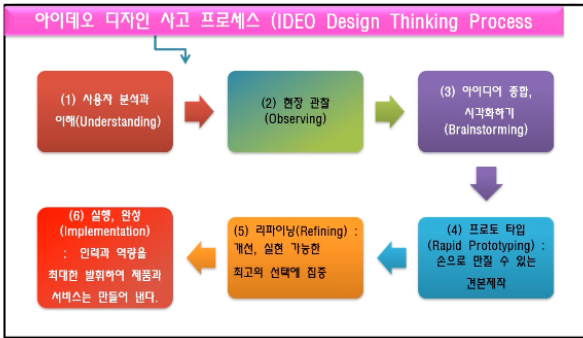 아이데오 디자인 사고 프로세스 (IDEO Design Thinking Process
(1) 사용자 분석과
이해(Understanding)
(2) 현장 관찰
(Observing)
(3) 아이디어 종합,
시각화하기
(Brainstorming)
(4) 프로토 타입
(Rapid Prototyping) :
손으로 만질 수 있는
견본제작
(5) 리파이닝(Refining) :
개선, 실현 가능한
최고의 선택에 집중
(6) 실행, 완성
(Implementation)
: 인력과 역량을
최대한 발휘하여 제품과
서비스는 만들어 낸다.